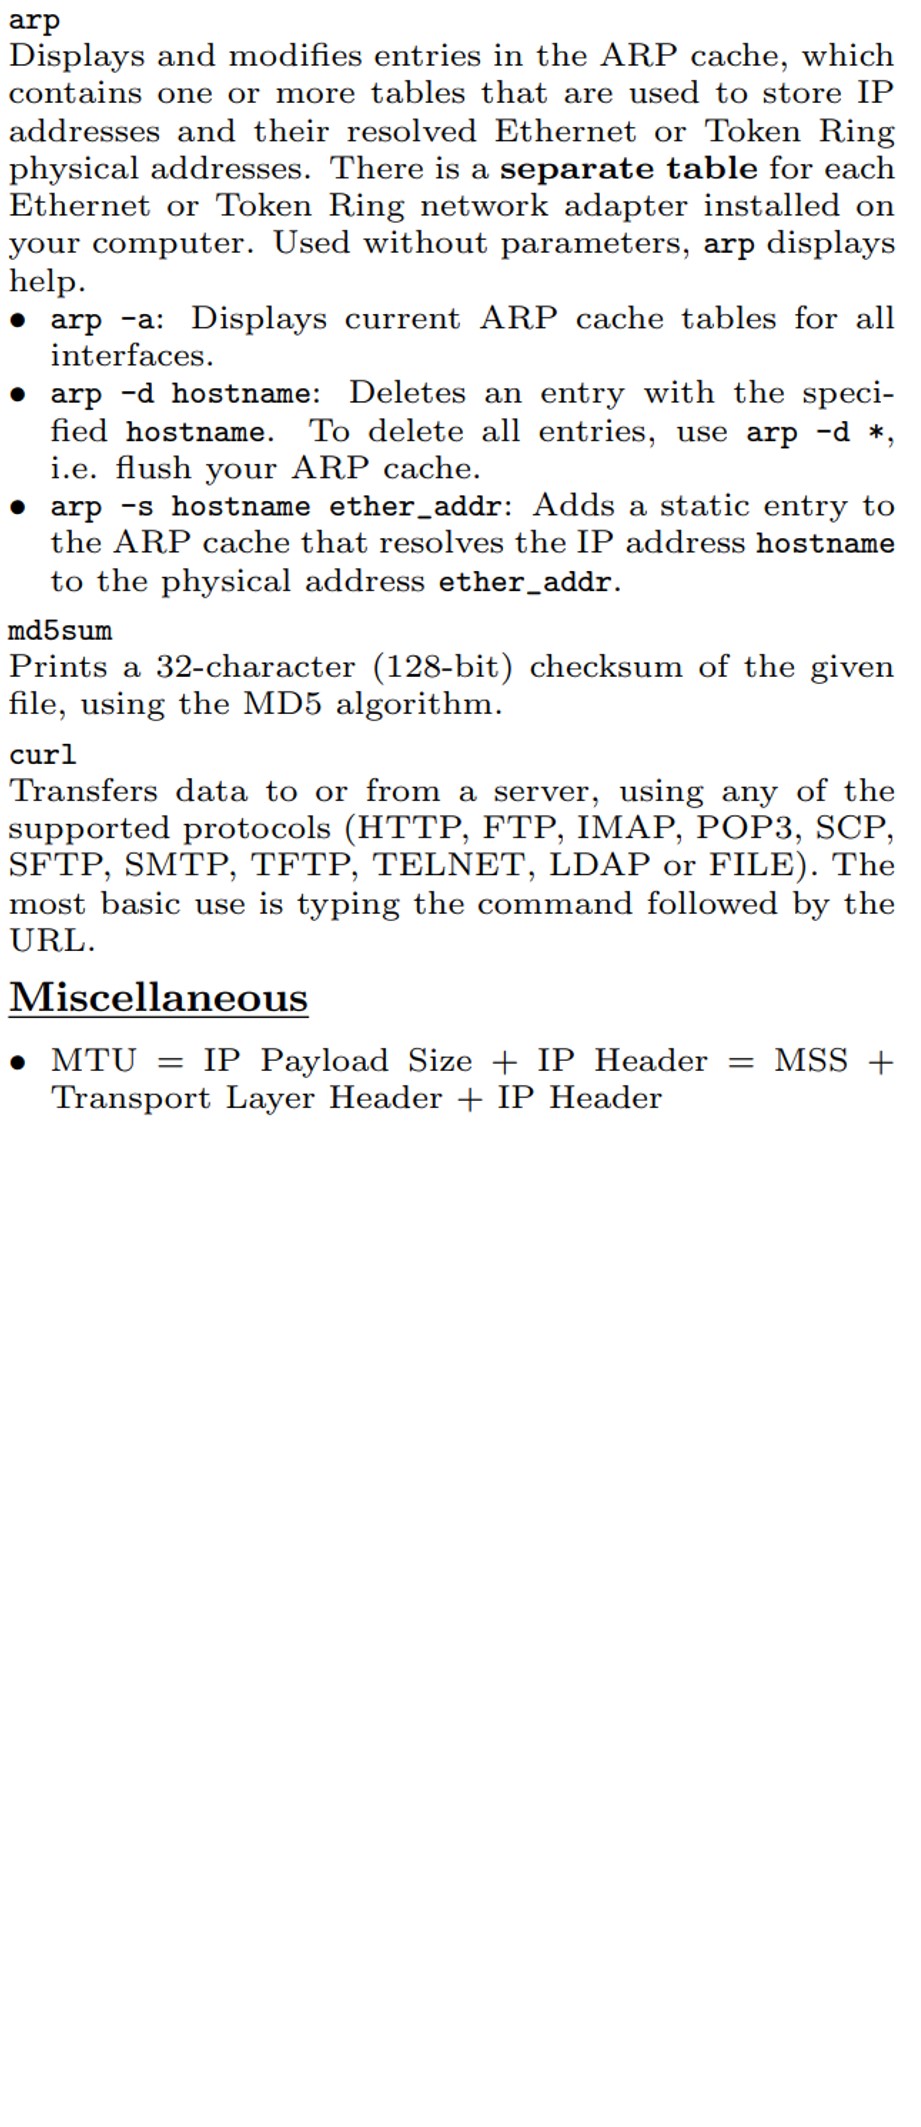 arp
Displays and modifies entries in the ARP cache, which
contains one or more tables that are used to store IP
addresses and their resolved Ethernet or Token Ring
physical addresses. There is a separate table for each
Ethernet or Token Ring network adapter installed on
your computer. Used without parameters, arp displays
help.
• arp -a: Displays current ARP cache tables for all
interfaces.
• arp -d hostname: Deletes an entry with the speci-
fied hostname. To delete all entries, use arp -d *,
i.e. flush your ARP cache.
• arp -s hostname ether_addr: Adds a static entry to
the ARP cache that resolves the IP address hostname
to the physical address ether_addr.
md5sum
Prints a 32-character (128-bit) checksum of the given
file, using the MD5 algorithm.
curl
Transfers data to or from a server, using any of the
supported protocols (HTTP, FTP, IMAP, POP3, SCP,
SFTP, SMTP, TFTP, TELNET, LDAP or FILE). The
most basic use is typing the command followed by the
URL.
Miscellaneous
• MTU = IP Payload Size + IP Header = MSS +
Transport Layer Header + IP Header